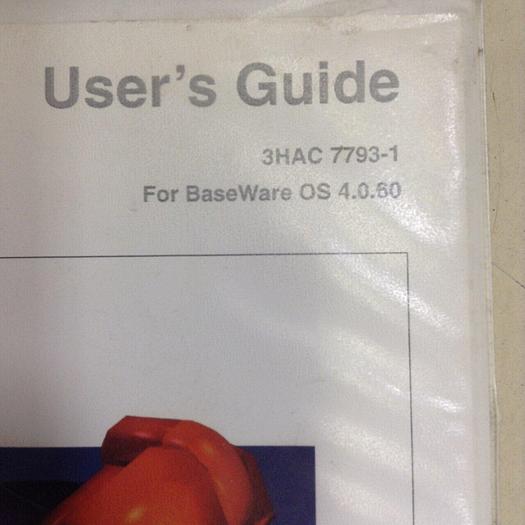 User's Guide
3HAC 7793-1
For BaseWare OS 4.0.60